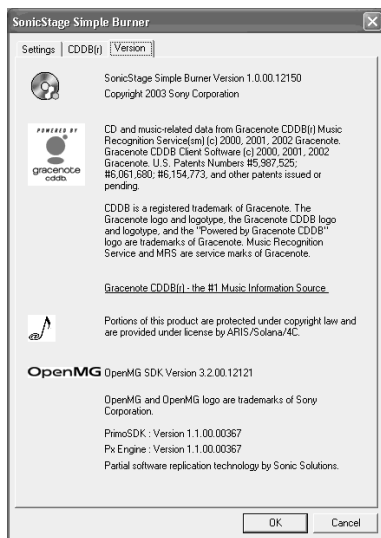 SonicStage Simple Burner
Settings CDDB(r) Version
SonicStage Simple Burner Version 1.0.00.12150
Copyright 2003 Sony Corporation
POWERED BY
gracenote
cddb.
CD and music-related data from Gracenote CDDB(r) Music
Recognition Service(sm) (c) 2000, 2001, 2002 Gracenote.
Gracenote CDDB Client Software (c) 2000, 2001, 2002
Gracenote. U.S. Patents Numbers #5,987,525;
#6,061,680; #6,154,773, and other patents issued or
pending.
CDDB is a registered trademark of Gracenote. The
Gracenote logo and logotype, the Gracenote CDDB logo
and logotype, and the "Powered by Gracenote CDDB"
logo are trademarks of Gracenote. Music Recognition
Service and MRS are service marks of Gracenote.
Gracenote CDDB(r) - the #1 Music Information Source
Portions of this product are protected under copyright law and
are provided under license by ARIS/Solana/4C.
OpenMG OpenMG SDK Version 3.2.00.12121
OpenMG and OpenMG logo are trademarks of Sony
Corporation.
PrimoSDK : Version 1.1.00.00367
Px Engine : Version 1.1.00.00367
Partial software replication technology by Sonic Solutions.
OK Cancel